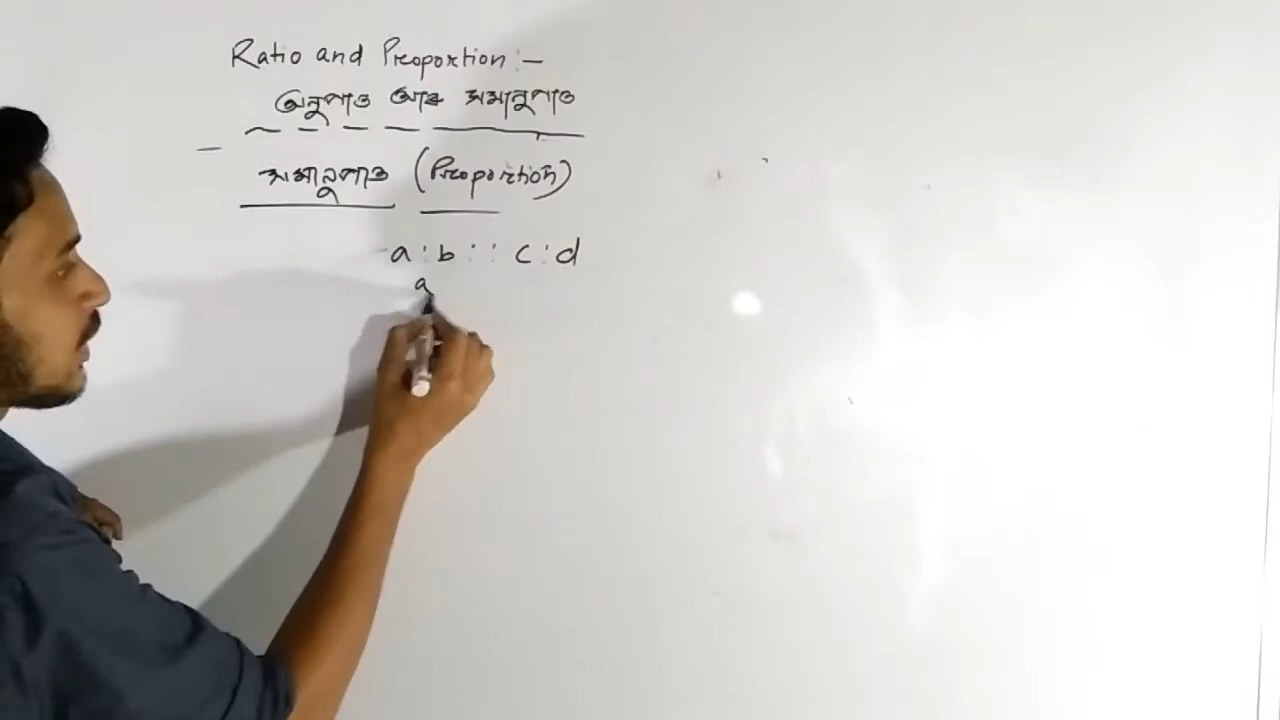 Ratio and Proportion :-
অনুপাত আৰু সমানুপাত
সমানুপাত (Proportion)
a : b : : c : d
a